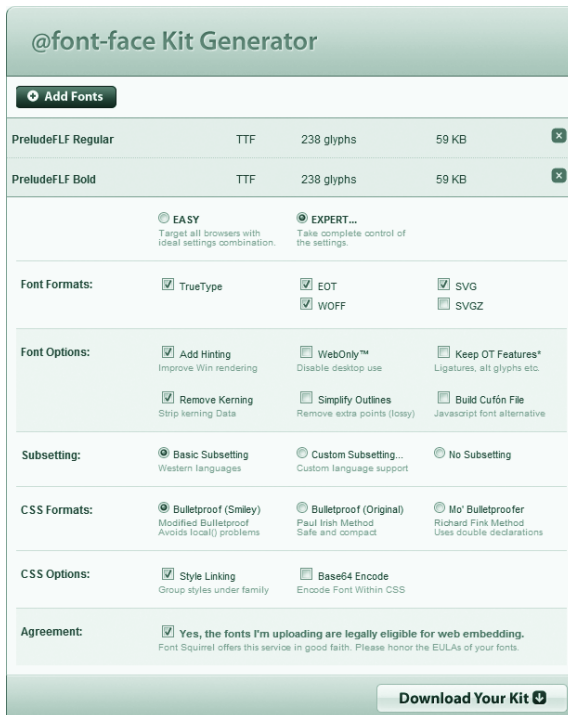 @font-face Kit Generator
Add Fonts
PreludeFLF Regular TTF 238 glyphs 59 KB
PreludeFLF Bold TTF 238 glyphs 59 KB
EASY EXPERT...
Target all browsers with Take complete control of
ideal settings combination. the settings.
Font Formats: TrueType EOT SVG
WOFF SVGZ
Font Options: Add Hinting WebOnly™ Keep OT Features*
Improve Win rendering Disable desktop use Ligatures, alt glyphs etc.
Remove Kerning Simplify Outlines Build Cufón File
Strip kerning Data Remove extra points (lossy) Javascript font alternative
Subsetting: Basic Subsetting Custom Subsetting... No Subsetting
Western languages Custom language support
CSS Formats: Bulletproof (Smiley) Bulletproof (Original) Mo' Bulletproofer
Modified Bulletproof Paul Irish Method Richard Fink Method
Avoids local() problems Safe and compact Uses double declarations
CSS Options: Style Linking Base64 Encode
Group styles under family Encode Font Within CSS
Agreement: Yes, the fonts I'm uploading are legally eligible for web embedding.
Font Squirrel offers this service in good faith. Please honor the EULAs of your fonts.
Download Your Kit